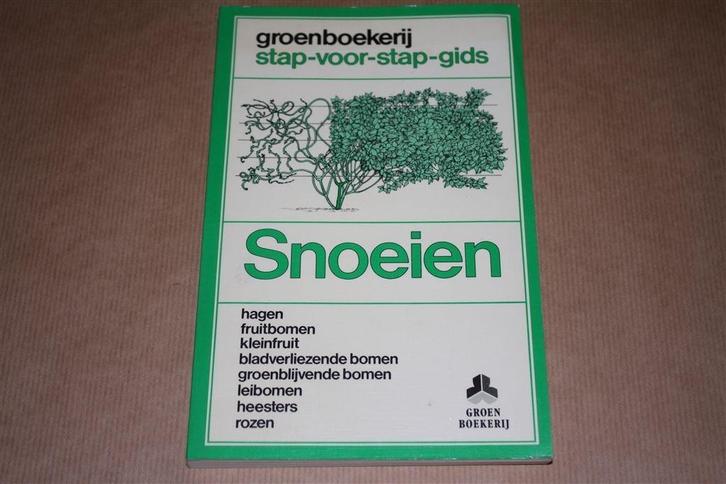 groenboekerij
stap-voor-stap-gids
Snoeien
hagen
fruitbomen
kleinfruit
bladverliezende bomen
groenblijvende bomen
leibomen
heesters
rozen
GROEN
BOEKERIJ